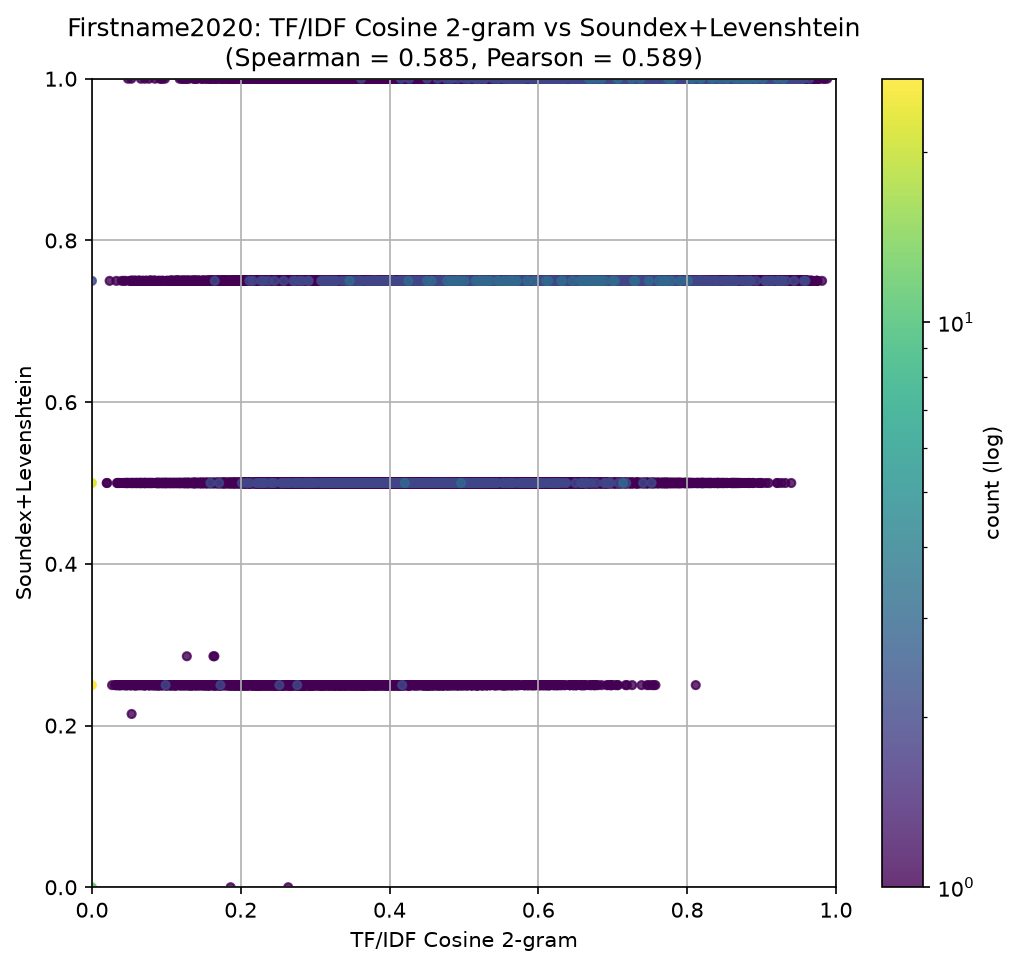 Firstname2020: TF/IDF Cosine 2-gram vs Soundex+Levenshtein
(Spearman = 0.585, Pearson = 0.589)
1.0
0.8
0.6
0.4
0.2
0.0
Soundex+Levenshtein
0.0 0.2 0.4 0.6 0.8 1.0
TF/IDF Cosine 2-gram
10¹
10⁰
count (log)